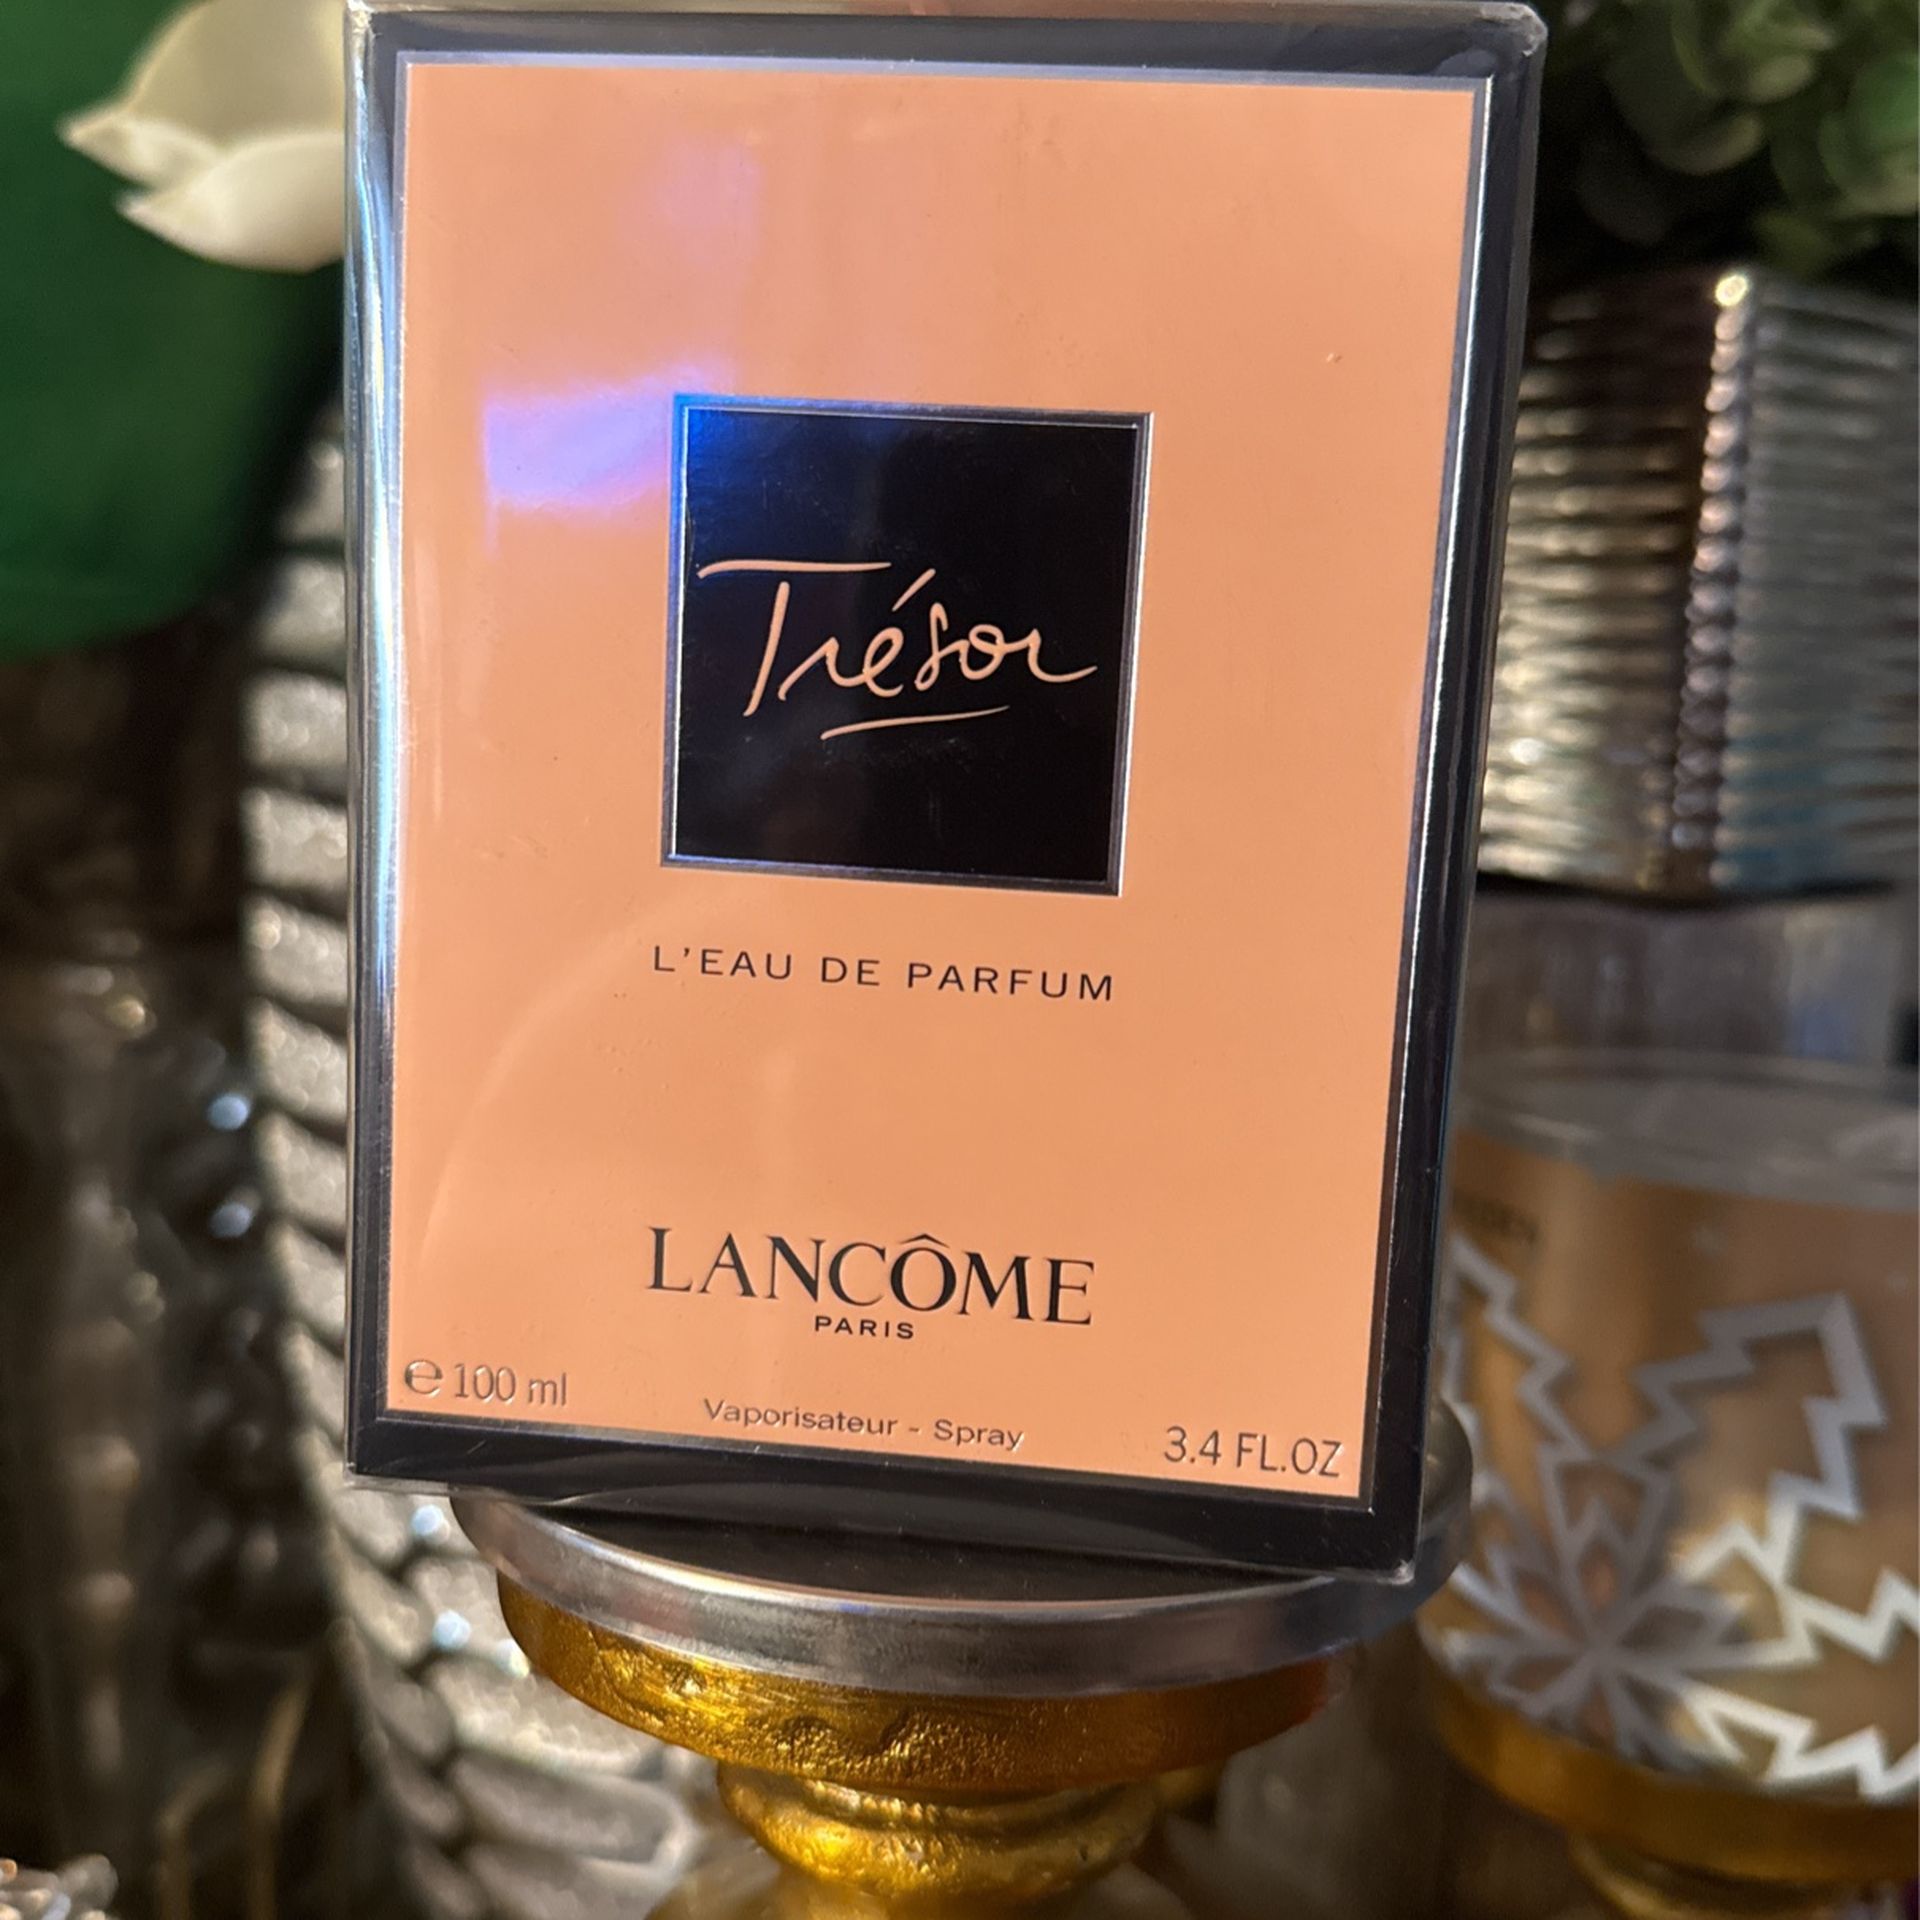 Trésor
L'EAU DE PARFUM
LANCÔME
PARIS
e 100 ml
Vaporisateur - Spray
3.4 FL.OZ